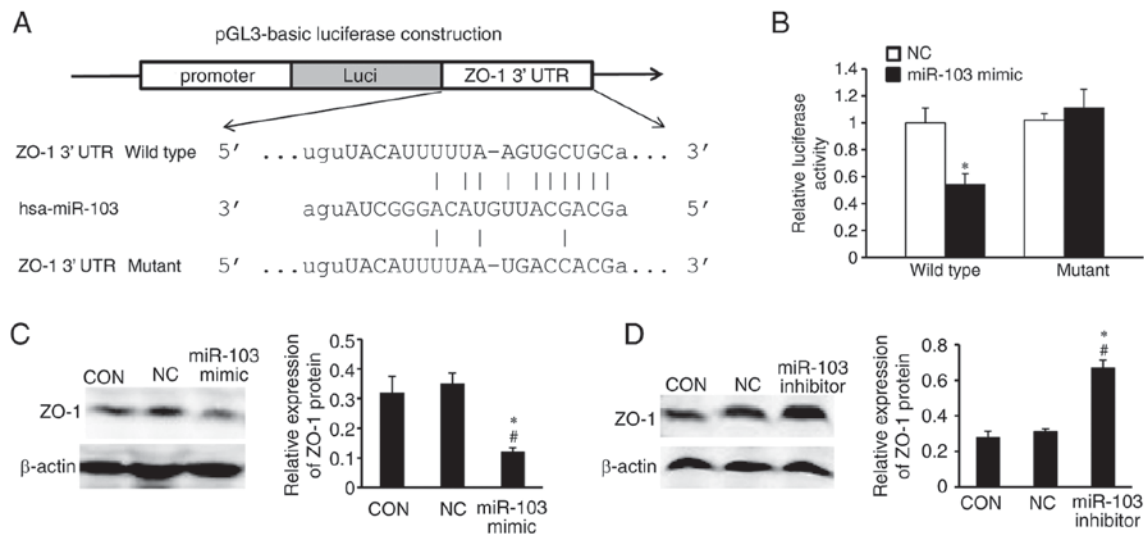 A
pGL3-basic luciferase construction
promoter Luci ZO-1 3' UTR
ZO-1 3' UTR Wild type 5' ...uguUACAUUUUUA-AGUGCUGCa... 3'
hsa-miR-103 3' aguAUCGGGACAUGUUACGACGa 5'
ZO-1 3' UTR Mutant 5' ...uguUACAUUUUAA-UGACCACGa... 3'
B
NC
miR-103 mimic
Relative luciferase activity
1.4
1.2
1
0.8
0.6
0.4
0.2
0
*
Wild type Mutant
C
CON NC miR-103 mimic
ZO-1
β-actin
Relative expression of ZO-1 protein
0.5
0.4
0.3
0.2
0.1
0
*
#
CON NC miR-103 mimic
D
CON NC miR-103 inhibitor
ZO-1
β-actin
Relative expression of ZO-1 protein
0.8
0.6
0.4
0.2
0
*
#
CON NC miR-103 inhibitor